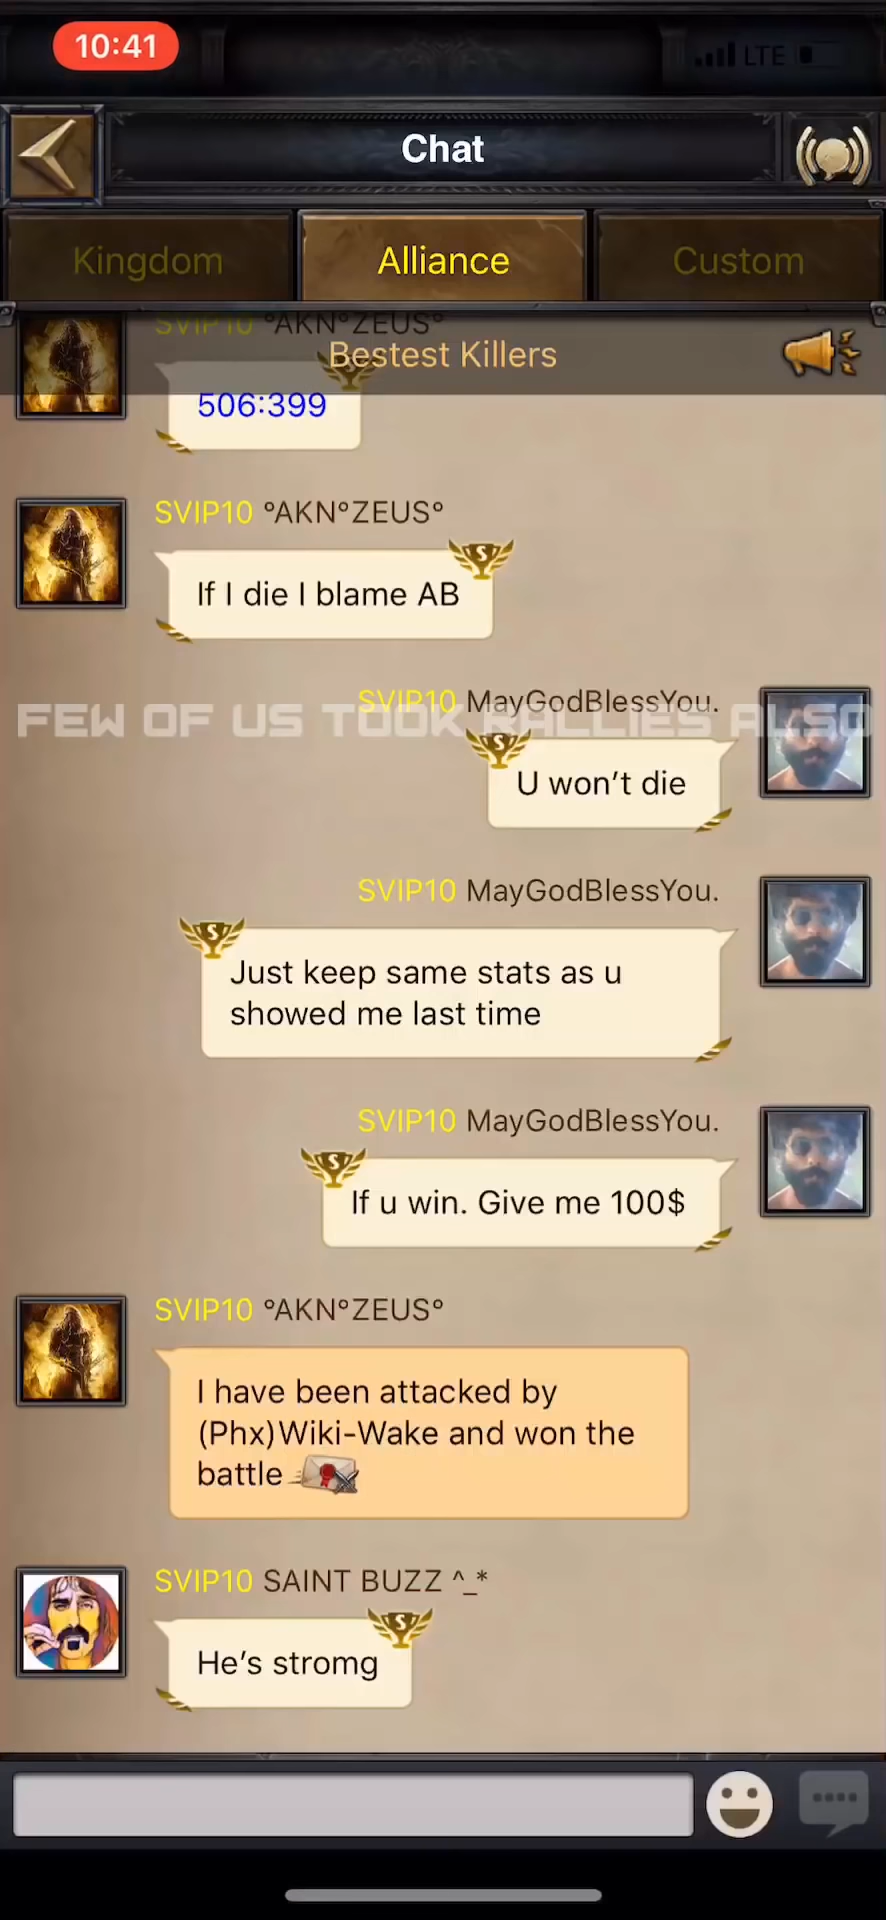 10:41
LTE
Chat
Kingdom
Alliance
Custom
SVIP10 °AKN°ZEUS°
Bestest Killers
506:399
SVIP10 °AKN°ZEUS°
If I die I blame AB
SVIP10 MayGodBlessYou.
FEW OF US TOOK RALLIES ALSO
U won't die
SVIP10 MayGodBlessYou.
Just keep same stats as u
showed me last time
SVIP10 MayGodBlessYou.
If u win. Give me 100$
SVIP10 °AKN°ZEUS°
I have been attacked by
(Phx)Wiki-Wake and won the
battle
SVIP10 SAINT BUZZ ^_*
He's stromg